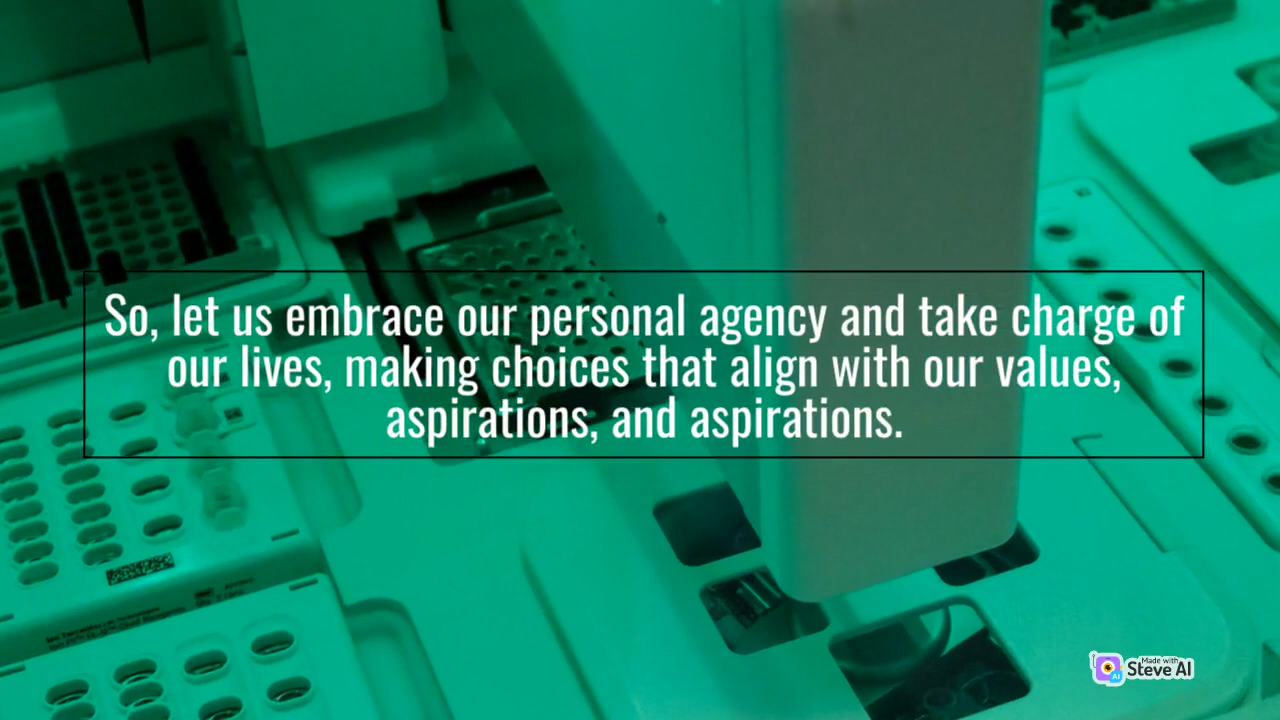 So, let us embrace our personal agency and take charge of
our lives, making choices that align with our values,
aspirations, and aspirations.
Made with
Steve AI
AI